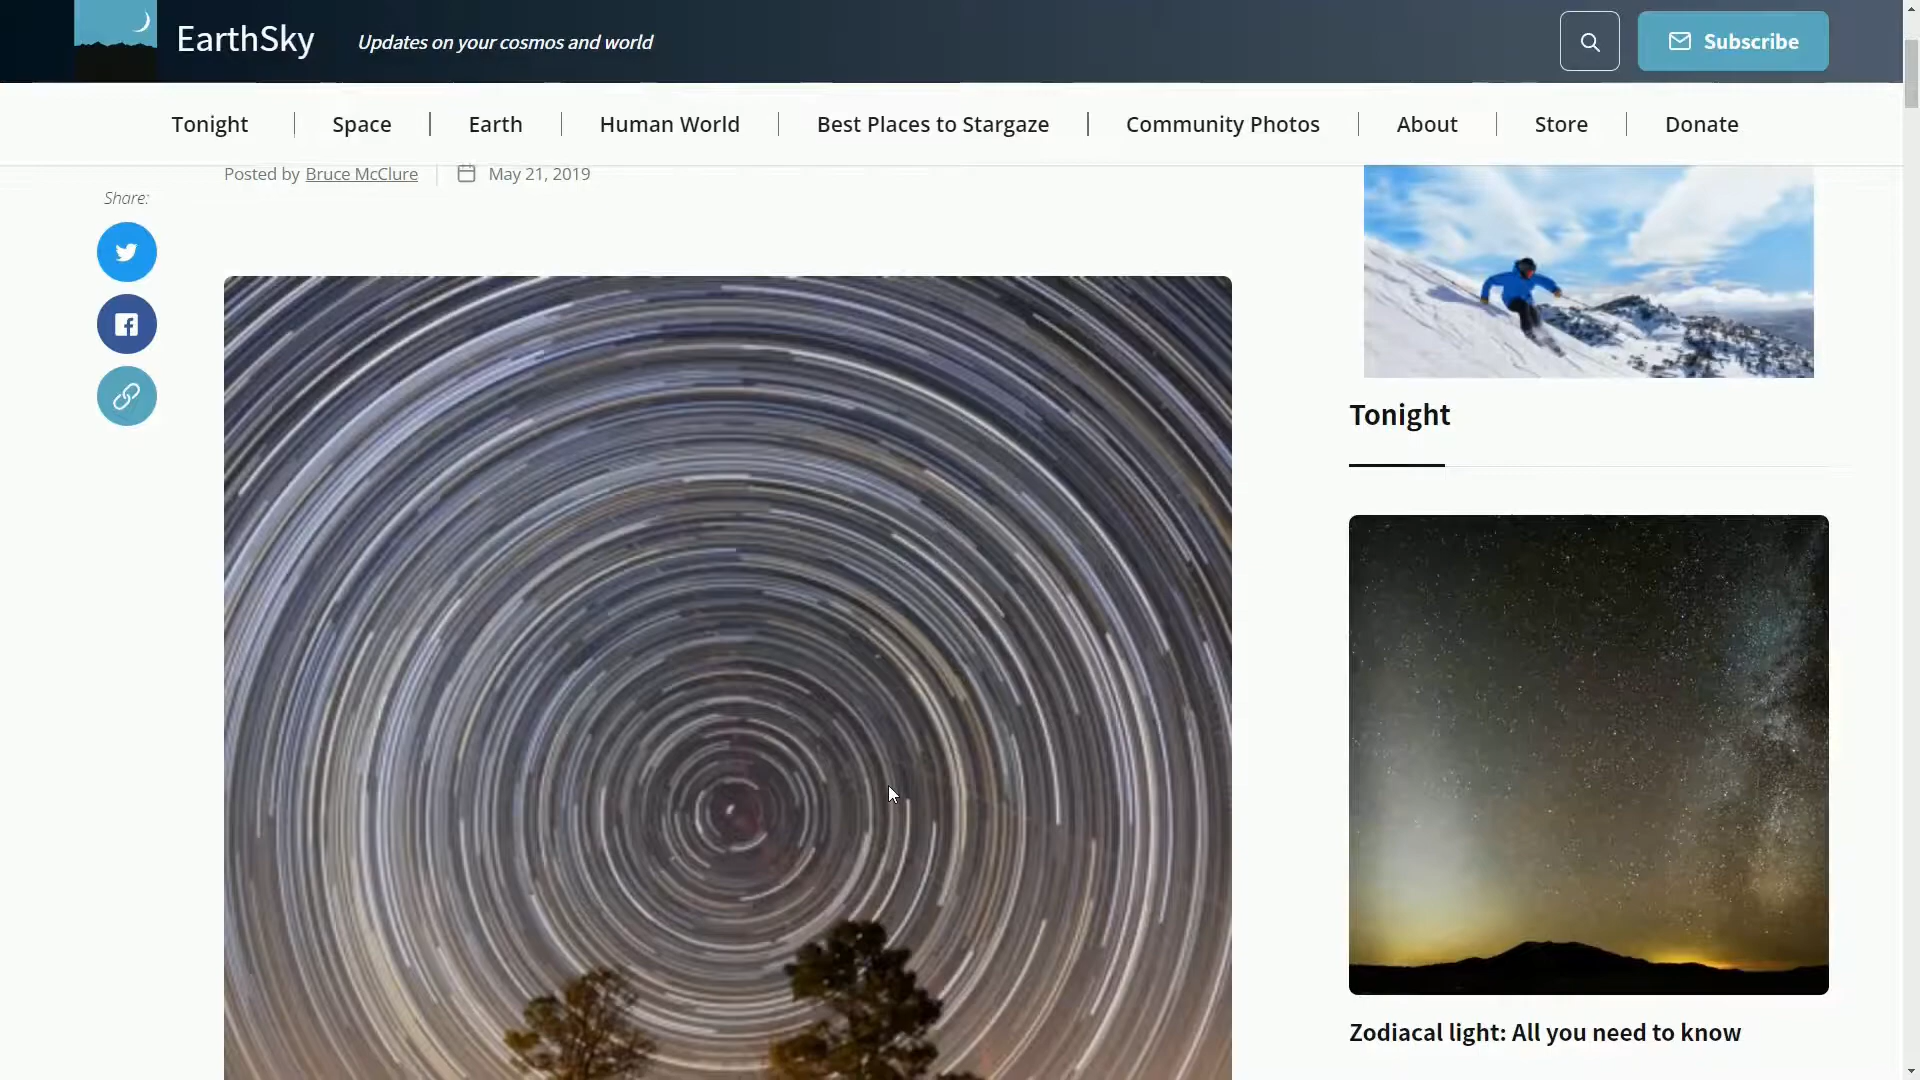 EarthSky
Updates on your cosmos and world
Subscribe
Tonight
Space
Earth
Human World
Best Places to Stargaze
Community Photos
About
Store
Donate
Posted by Bruce McClure
May 21, 2019
Share:
Tonight
Zodiacal light: All you need to know